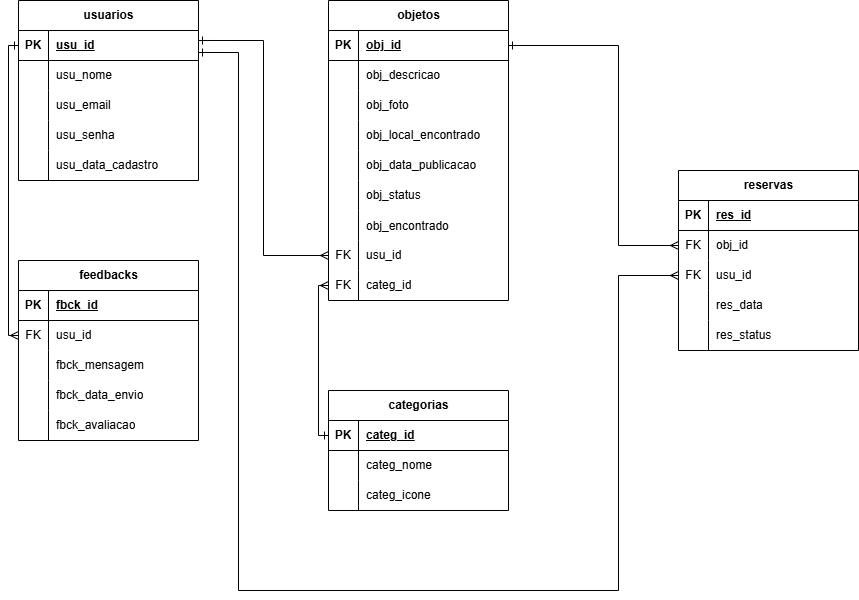 usuarios
PK usu_id
usu_nome
usu_email
usu_senha
usu_data_cadastro
objetos
PK obj_id
obj_descricao
obj_foto
obj_local_encontrado
obj_data_publicacao
obj_status
obj_encontrado
FK usu_id
FK categ_id
reservas
PK res_id
FK obj_id
FK usu_id
res_data
res_status
feedbacks
PK fbck_id
FK usu_id
fbck_mensagem
fbck_data_envio
fbck_avaliacao
categorias
PK categ_id
categ_nome
categ_icone